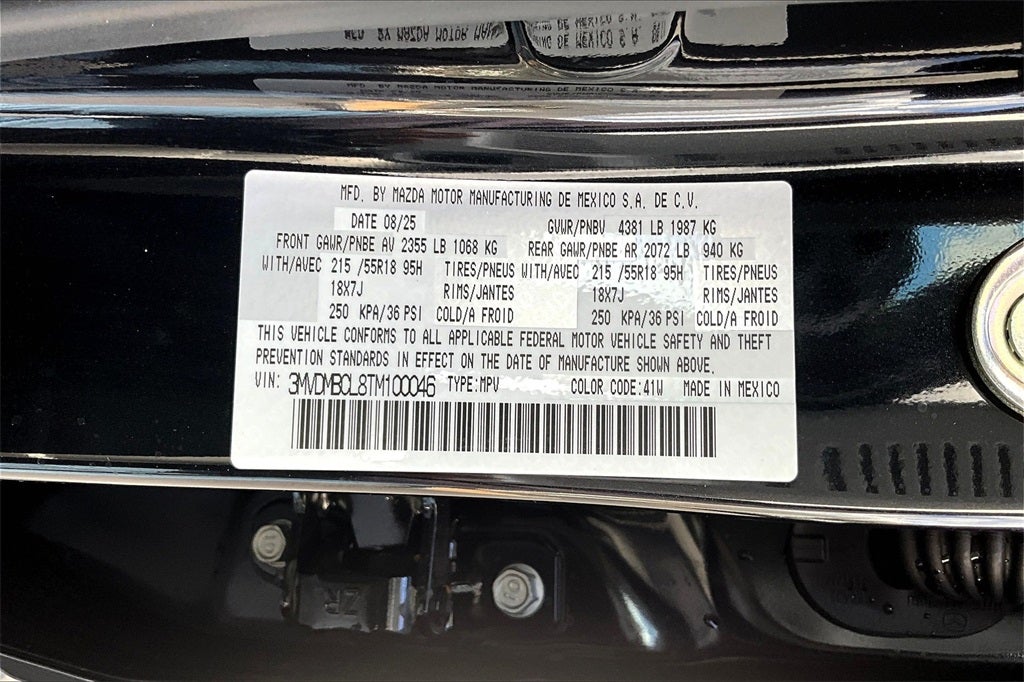 MFD. BY MAZDA MOTOR MANUFACTURING DE MEXICO S.A. DE C.V.
DATE 08/25 GVWR/PNBV 4381 LB 1987 KG
FRONT GAWR/PNBE AV 2355 LB 1068 KG REAR GAWR/PNBE AR 2072 LB 940 KG
WITH/AVEC 215 /55R18 95H TIRES/PNEUS WITH/AVEC 215 /55R18 95H TIRES/PNEUS
18X7J RIMS/JANTES 18X7J RIMS/JANTES
250 KPA/36 PSI COLD/A FROID 250 KPA/36 PSI COLD/A FROID
THIS VEHICLE CONFORMS TO ALL APPLICABLE FEDERAL MOTOR VEHICLE SAFETY AND THEFT
PREVENTION STANDARDS IN EFFECT ON THE DATE OF MANUFACTURE SHOWN ABOVE.
VIN: 3MVDMBCL8TM100046 TYPE:MPV COLOR CODE:41W MADE IN MEXICO
ZR